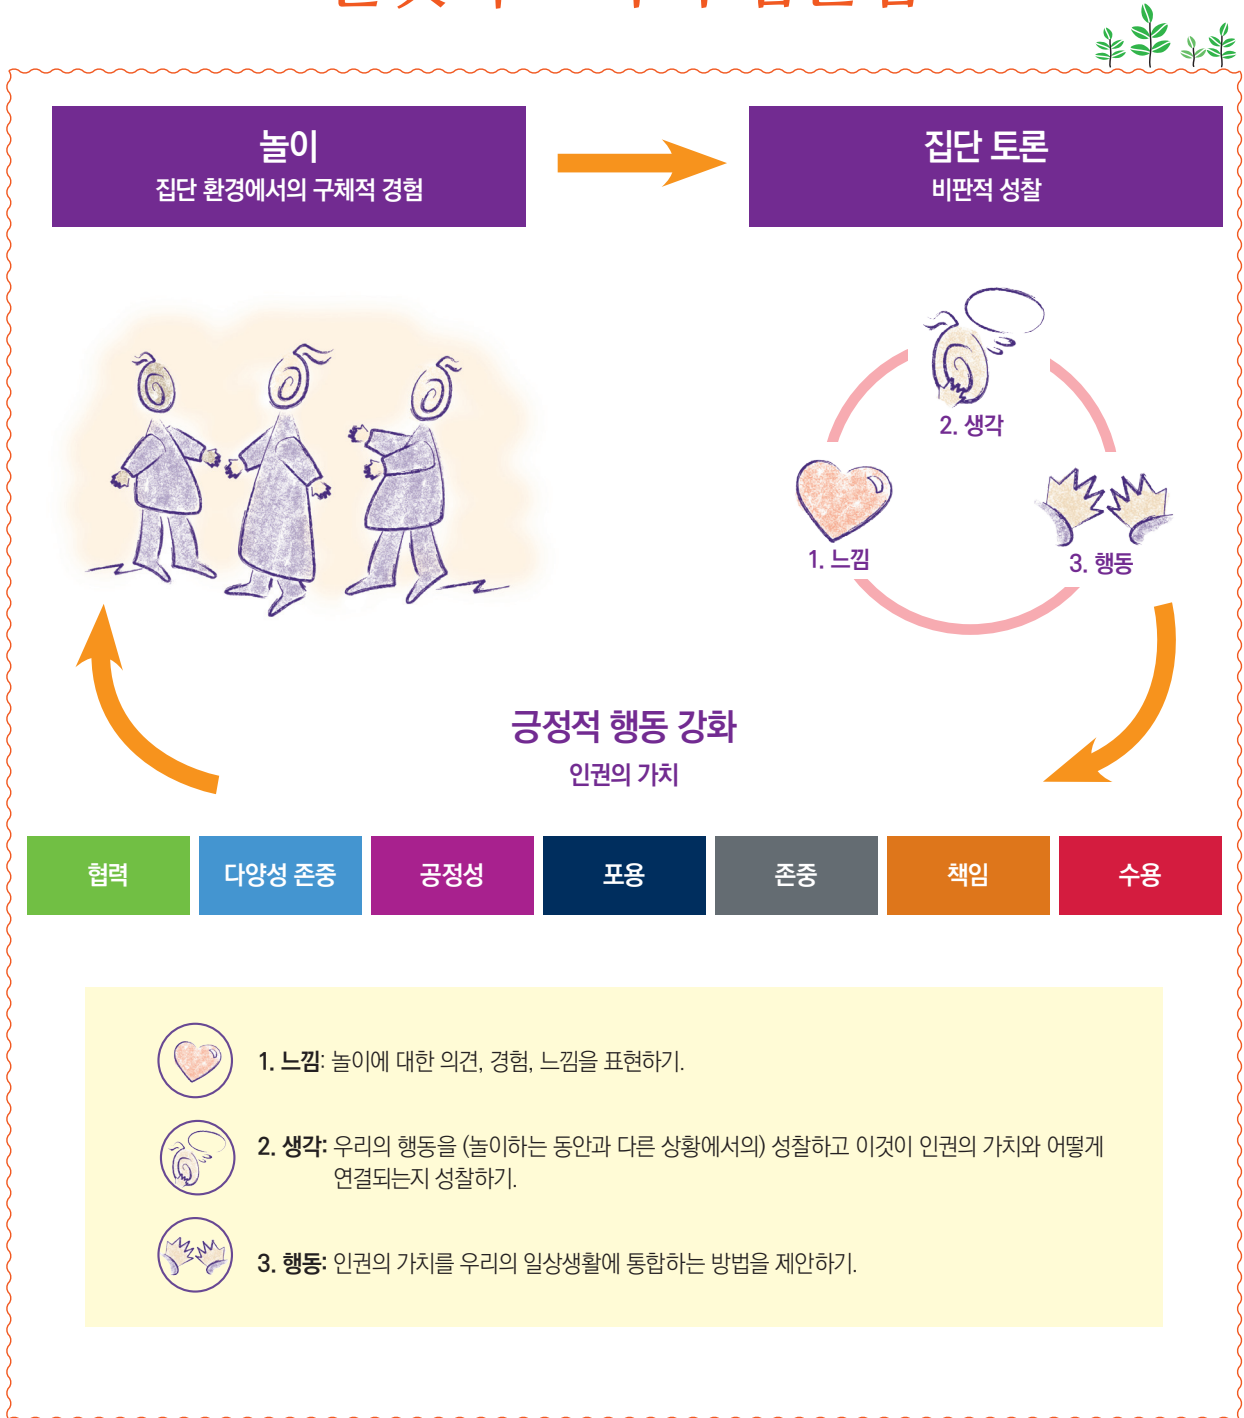 놀이
집단 환경에서의 구체적 경험
집단 토론
비판적 성찰
2. 생각
1. 느낌
3. 행동
긍정적 행동 강화
인권의 가치
협력
다양성 존중
공정성
포용
존중
책임
수용
1. 느낌: 놀이에 대한 의견, 경험, 느낌을 표현하기.
2. 생각: 우리의 행동을 (놀이하는 동안과 다른 상황에서의) 성찰하고 이것이 인권의 가치와 어떻게
연결되는지 성찰하기.
3. 행동: 인권의 가치를 우리의 일상생활에 통합하는 방법을 제안하기.